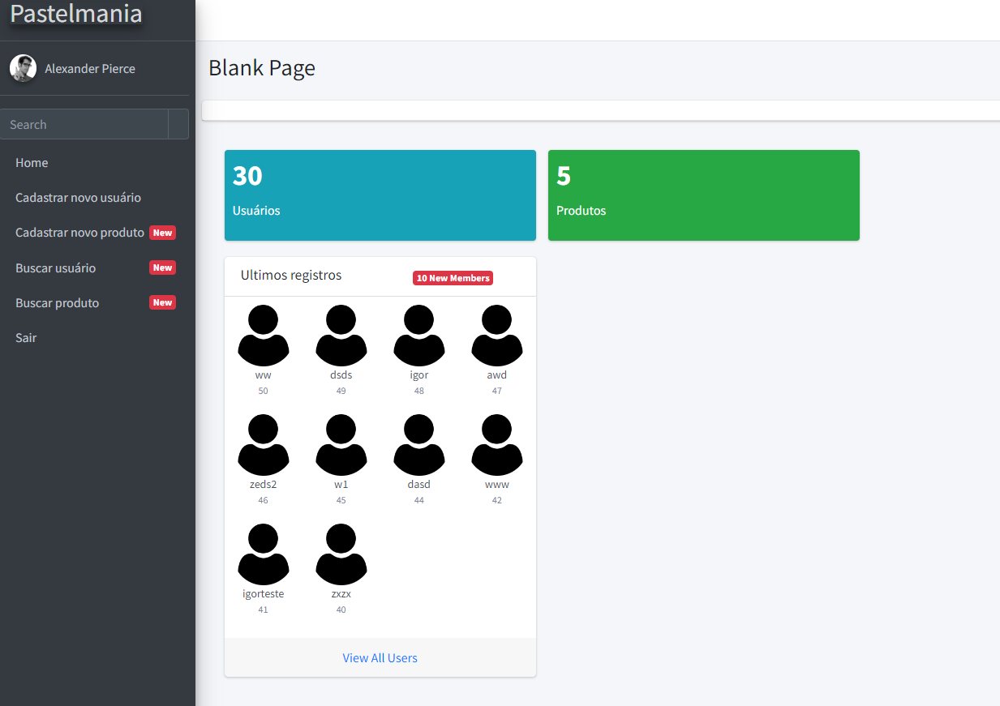 Pastelmania
Alexander Pierce
Search
Home
Cadastrar novo usuário
Cadastrar novo produto New
Buscar usuário New
Buscar produto New
Sair
Blank Page
30
Usuários
5
Produtos
Ultimos registros 10 New Members
ww dsds igor awd
50 49 48 47
zeds2 w1 dasd www
46 45 44 42
igorteste zxzx
41 40
View All Users